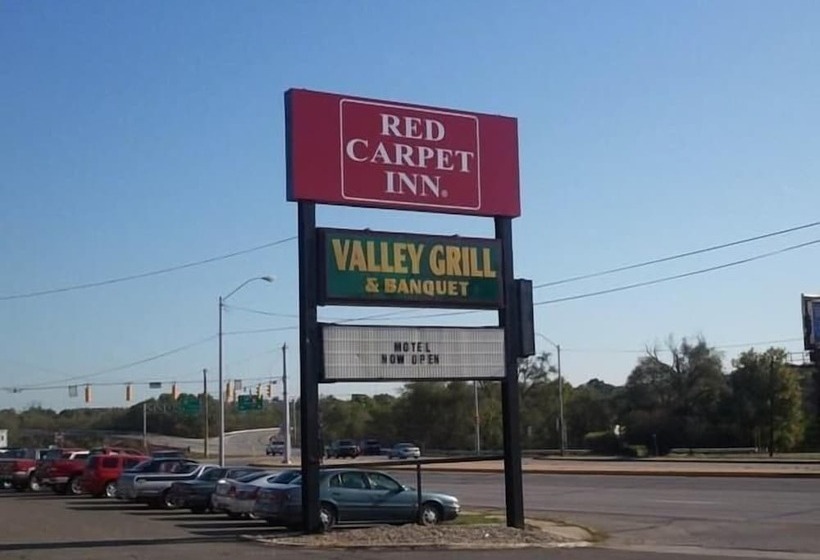 RED
CARPET
INN®
VALLEY GRILL
& BANQUET
MOTEL
NOW OPEN